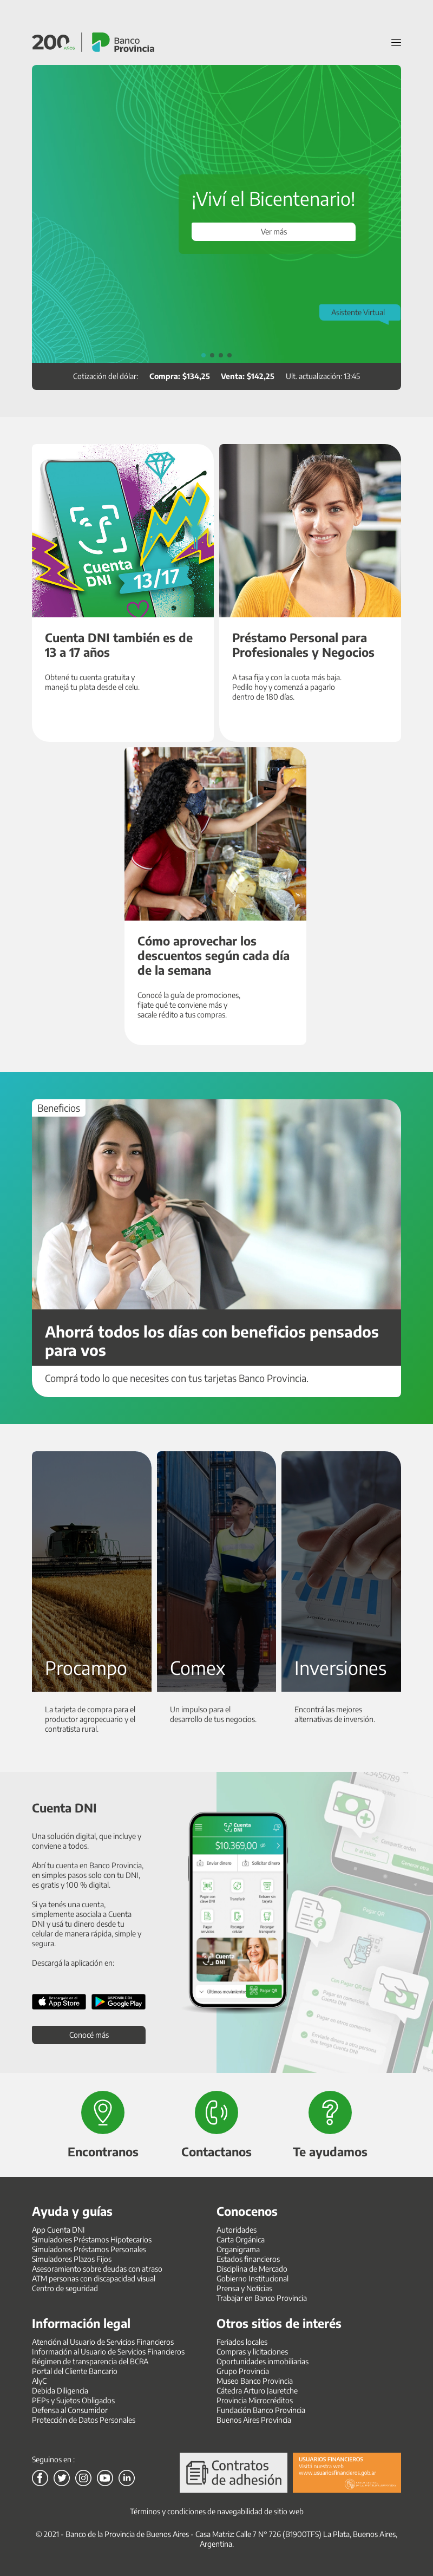 200 años
Banco
Provincia
¡Viví el Bicentenario!
Ver más
Asistente Virtual
Cotización del dólar: Compra: $134,25 Venta: $142,25 Ult. actualización: 13:45
Cuenta
DNI
13/17
Cuenta DNI también es de
13 a 17 años
Obtené tu cuenta gratuita y
manejá tu plata desde el celu.
Préstamo Personal para
Profesionales y Negocios
A tasa fija y con la cuota más baja.
Pedilo hoy y comenzá a pagarlo
dentro de 180 días.
Cómo aprovechar los
descuentos según cada día
de la semana
Conocé la guía de promociones,
fijate qué te conviene más y
sacale rédito a tus compras.
Beneficios
Ahorrá todos los días con beneficios pensados
para vos
Comprá todo lo que necesites con tus tarjetas Banco Provincia.
Procampo
La tarjeta de compra para el
productor agropecuario y el
contratista rural.
Comex
Un impulso para el
desarrollo de tus negocios.
Inversiones
Encontrá las mejores
alternativas de inversión.
Cuenta DNI
Una solución digital, que incluye y
conviene a todos.
Abrí tu cuenta en Banco Provincia,
en simples pasos solo con tu DNI,
es gratis y 100 % digital.
Si ya tenés una cuenta,
simplemente asociala a Cuenta
DNI y usá tu dinero desde tu
celular de manera rápida, simple y
segura.
Descargá la aplicación en:
App Store
Google Play
Conocé más
Cuenta
DNI
$10.369,00
Enviar dinero
Solicitar dinero
Cuenta
DNI
Últimos movimientos
Pagar QR
Encontranos
Contactanos
Te ayudamos
Ayuda y guías
App Cuenta DNI
Simuladores Préstamos Hipotecarios
Simuladores Préstamos Personales
Simuladores Plazos Fijos
Asesoramiento sobre deudas con atraso
ATM personas con discapacidad visual
Centro de seguridad
Conocenos
Autoridades
Carta Orgánica
Organigrama
Estados financieros
Disciplina de Mercado
Gobierno Institucional
Prensa y Noticias
Trabajar en Banco Provincia
Información legal
Atención al Usuario de Servicios Financieros
Información al Usuario de Servicios Financieros
Régimen de transparencia del BCRA
Portal del Cliente Bancario
AlyC
Debida Diligencia
PEPs y Sujetos Obligados
Defensa al Consumidor
Protección de Datos Personales
Otros sitios de interés
Feriados locales
Compras y licitaciones
Oportunidades inmobiliarias
Grupo Provincia
Museo Banco Provincia
Cátedra Arturo Jauretche
Provincia Microcréditos
Fundación Banco Provincia
Buenos Aires Provincia
Seguinos en :
Contratos
de adhesión
USUARIOS FINANCIEROS
Visitá nuestra web
www.usuariosfinancieros.gob.ar
Términos y condiciones de navegabilidad de sitio web
© 2021 - Banco de la Provincia de Buenos Aires - Casa Matriz: Calle 7 N° 726 (B1900TFS) La Plata, Buenos Aires,
Argentina.